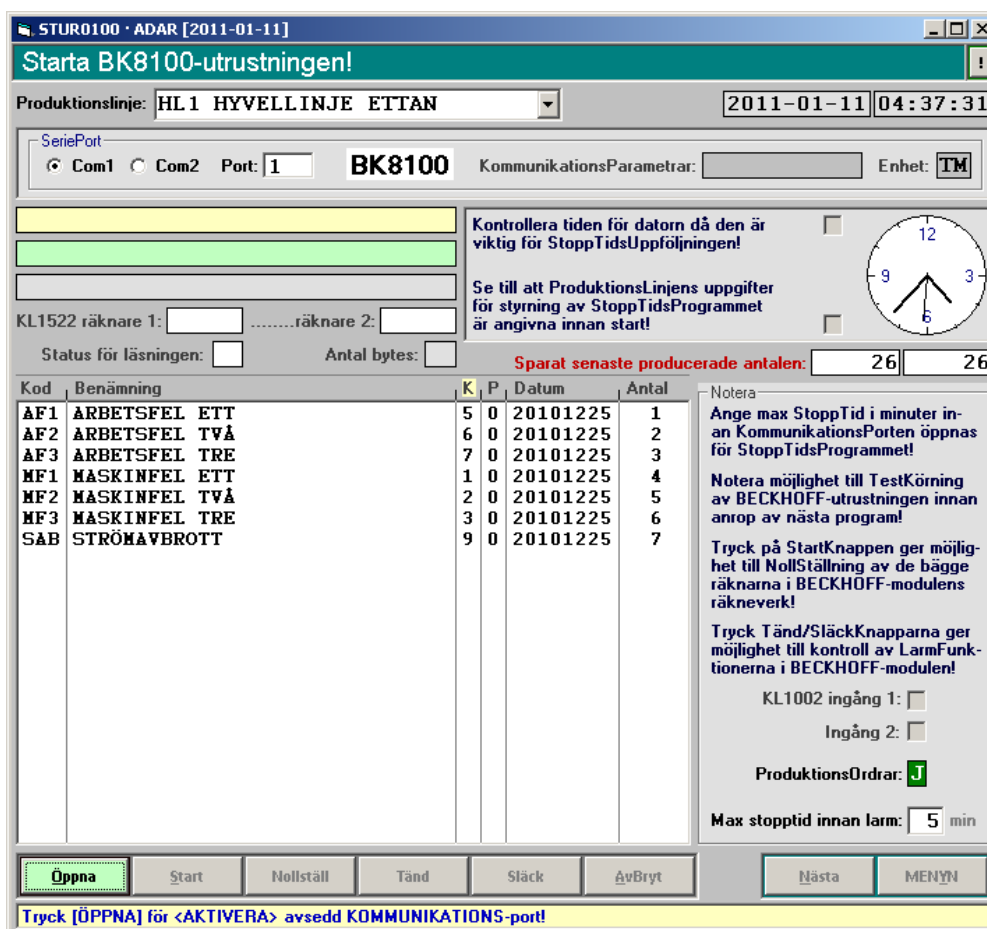 STUR0100 · ADAR [2011-01-11]
Starta BK8100-utrustningen!
!
Produktionslinje: HL1 HYVELLINJE ETTAN 2011-01-11 04:37:31
SeriePort
Com1 Com2 Port: 1 BK8100 KommunikationsParametrar: Enhet: TM
Kontrollera tiden för datorn då den är
viktig för StoppTidsUppföljningen!
Se till att ProduktionsLinjens uppgifter
för styrning av StoppTidsProgrammet
är angivna innan start!
12
9 3
6
KL1522 räknare 1: ........räknare 2:
Status för läsningen: Antal bytes:
Sparat senaste producerade antalen: 26 26
Kod Benämning K P Datum Antal
AF1 ARBETSFEL ETT 5 0 20101225 1
AF2 ARBETSFEL TVÅ 6 0 20101225 2
AF3 ARBETSFEL TRE 7 0 20101225 3
MF1 MASKINFEL ETT 1 0 20101225 4
MF2 MASKINFEL TVÅ 2 0 20101225 5
MF3 MASKINFEL TRE 3 0 20101225 6
SAB STRÖMAVBROTT 9 0 20101225 7
Notera
Ange max StoppTid i minuter in-
an KommunikationsPorten öppnas
för StoppTidsProgrammet!
Notera möjlighet till TestKörning
av BECKHOFF-utrustningen innan
anrop av nästa program!
Tryck på StartKnappen ger möjlig-
het till NollStällning av de bägge
räknarna i BECKHOFF-modulens
räkneverk!
Tryck Tänd/SläckKnapparna ger
möjlighet till kontroll av LarmFunk-
tionerna i BECKHOFF-modulen!
KL1002 ingång 1:
Ingång 2:
ProduktionsOrdrar: J
Max stopptid innan larm: 5 min
Öppna Start Nollställ Tänd Släck AvBryt Nästa MENYN
Tryck [ÖPPNA] för <AKTIVERA> avsedd KOMMUNIKATIONS-port!